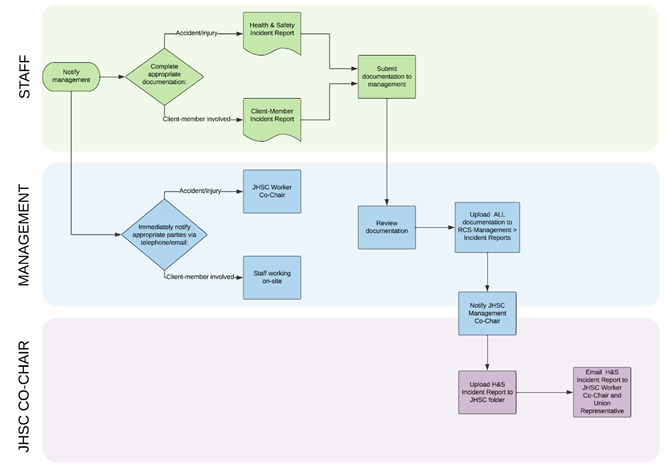 STAFF
Notify
management
Complete
appropriate
documentation:
Accident/injury
Health & Safety
Incident Report
Client-member involved
Client-Member
Incident Report
Submit
documentation to
management
MANAGEMENT
Immediately notify
appropriate parties via
telephone/email:
Accident/injury
JHSC Worker
Co-Chair
Client-member involved
Staff working
on-site
Review
documentation
Upload ALL
documentation to
RCS-Management >
Incident Reports
Notify JHSC
Management
Co-Chair
JHSC CO-CHAIR
Upload H&S
Incident Report to
JHSC folder
Email H&S
Incident Report to
JHSC Worker
Co-Chair and
Union
Representative